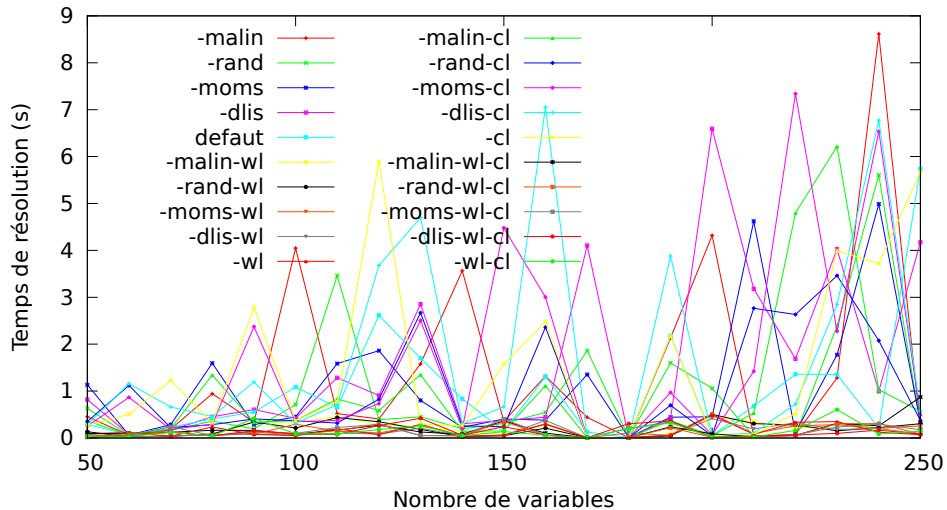 9
8
7
6
5
4
3
2
1
0
Temps de résolution (s)
-malin
-rand
-moms
-dlis
defaut
-malin-wl
-rand-wl
-moms-wl
-dlis-wl
-wl
-malin-cl
-rand-cl
-moms-cl
-dlis-cl
-cl
-malin-wl-cl
-rand-wl-cl
-moms-wl-cl
-dlis-wl-cl
-wl-cl
50
100
150
200
250
Nombre de variables